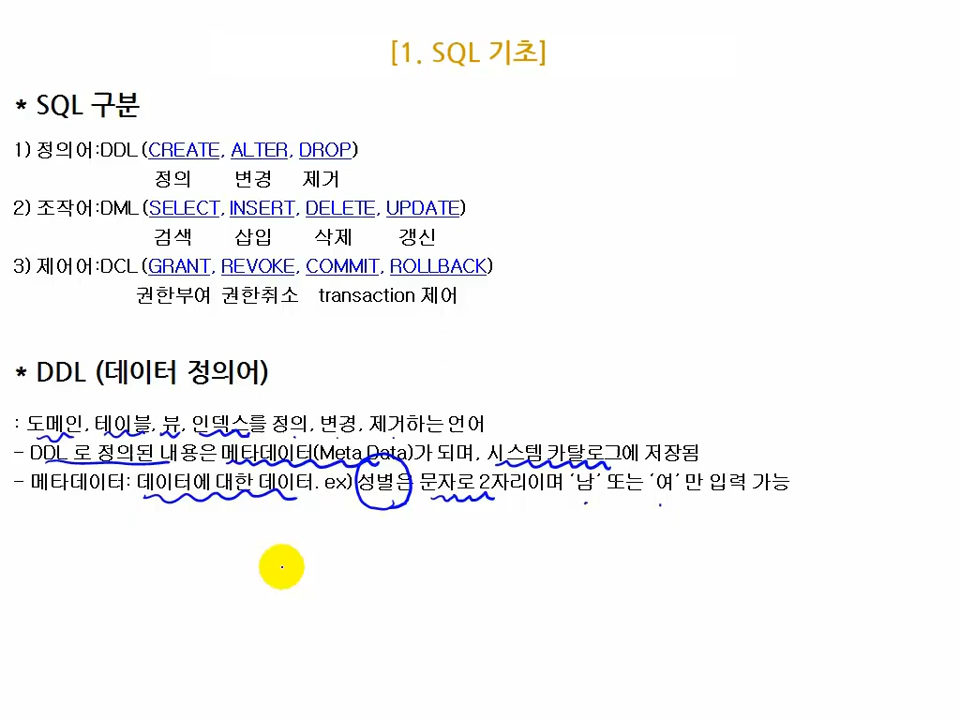 [1. SQL 기초]
* SQL 구분
1) 정의어:DDL(CREATE, ALTER, DROP)
정의 변경 제거
2) 조작어:DML(SELECT, INSERT, DELETE, UPDATE)
검색 삽입 삭제 갱신
3) 제어어:DCL(GRANT, REVOKE, COMMIT, ROLLBACK)
권한부여 권한취소 transaction 제어
* DDL (데이터 정의어)
: 도메인, 테이블, 뷰, 인덱스를 정의, 변경, 제거하는 언어
- DDL 로 정의된 내용은 메타데이터(Meta Data)가 되며, 시스템 카탈로그에 저장됨
- 메타데이터: 데이터에 대한 데이터. ex) 성별은 문자로 2자리이며 ‘남’ 또는 ‘여’ 만 입력 가능